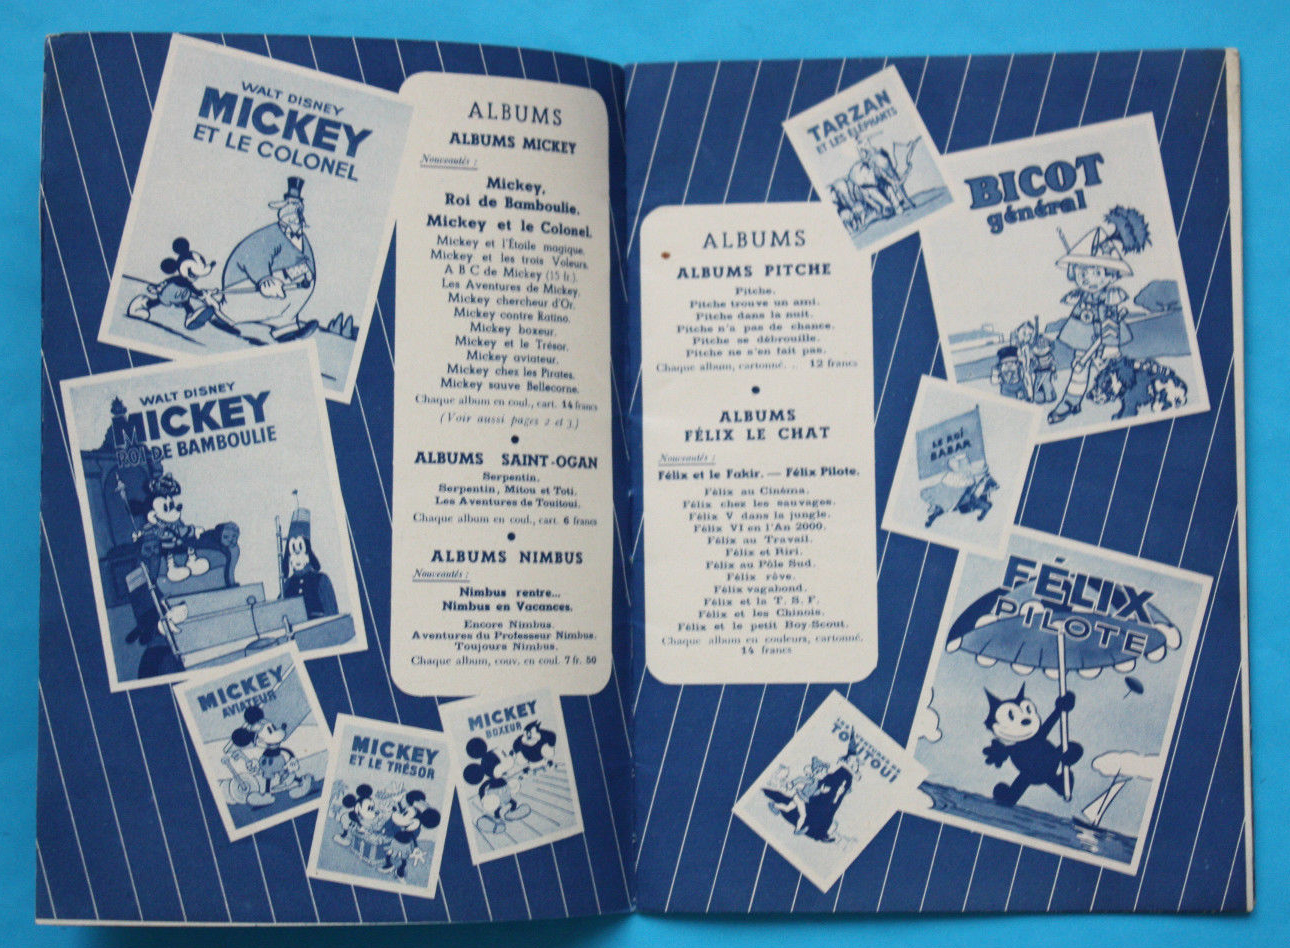 WALT DISNEY
MICKEY
ET LE COLONEL
WALT DISNEY
MICKEY
ROI DE BAMBOULIE
MICKEY
AVIATEUR
MICKEY
ET LE TRÉSOR
MICKEY
BOXEUR
ALBUMS
ALBUMS MICKEY
Nouveautés :
Mickey,
Roi de Bamboulie.
Mickey et le Colonel.
Mickey et l'Étoile magique.
Mickey et les trois Voleurs.
A B C de Mickey (15 fr.).
Les Aventures de Mickey.
Mickey chercheur d'Or.
Mickey contre Ratino.
Mickey boxeur.
Mickey et le Trésor.
Mickey aviateur.
Mickey chez les Pirates.
Mickey sauve Bellecorne.
Chaque album en coul., cart. 14 francs
(Voir aussi pages 2 et 3.)
ALBUMS SAINT-OGAN
Serpentin.
Serpentin, Mitou et Toti.
Les Aventures de Touitoui.
Chaque album en coul., cart. 6 francs
ALBUMS NIMBUS
Nouveautés :
Nimbus rentre...
Nimbus en Vacances.
Encore Nimbus.
Aventures du Professeur Nimbus.
Toujours Nimbus.
Chaque album, couv. en coul. 7 fr. 50
TARZAN
ET LES ÉLÉPHANTS
BICOT
général
ALBUMS
ALBUMS PITCHE
Pitche.
Pitche trouve un ami.
Pitche dans la nuit.
Pitche n'a pas de chance.
Pitche se débrouille.
Pitche ne s'en fait pas.
Chaque album, cartonné. . 12 francs
ALBUMS
FÉLIX LE CHAT
Nouveautés :
Félix et le Fakir. — Félix Pilote.
Félix au Cinéma.
Félix chez les sauvages.
Félix V dans la jungle.
Félix VI en l'An 2000.
Félix au Travail.
Félix et Riri.
Félix au Pôle Sud.
Félix rêve.
Félix vagabond.
Félix et la T. S. F.
Félix et les Chinois.
Félix et le petit Boy-Scout.
Chaque album en couleurs, cartonné.
14 francs
LE ROI
BABAR
FÉLIX
PILOTE
LES AVENTURES DE
TOUITOUI